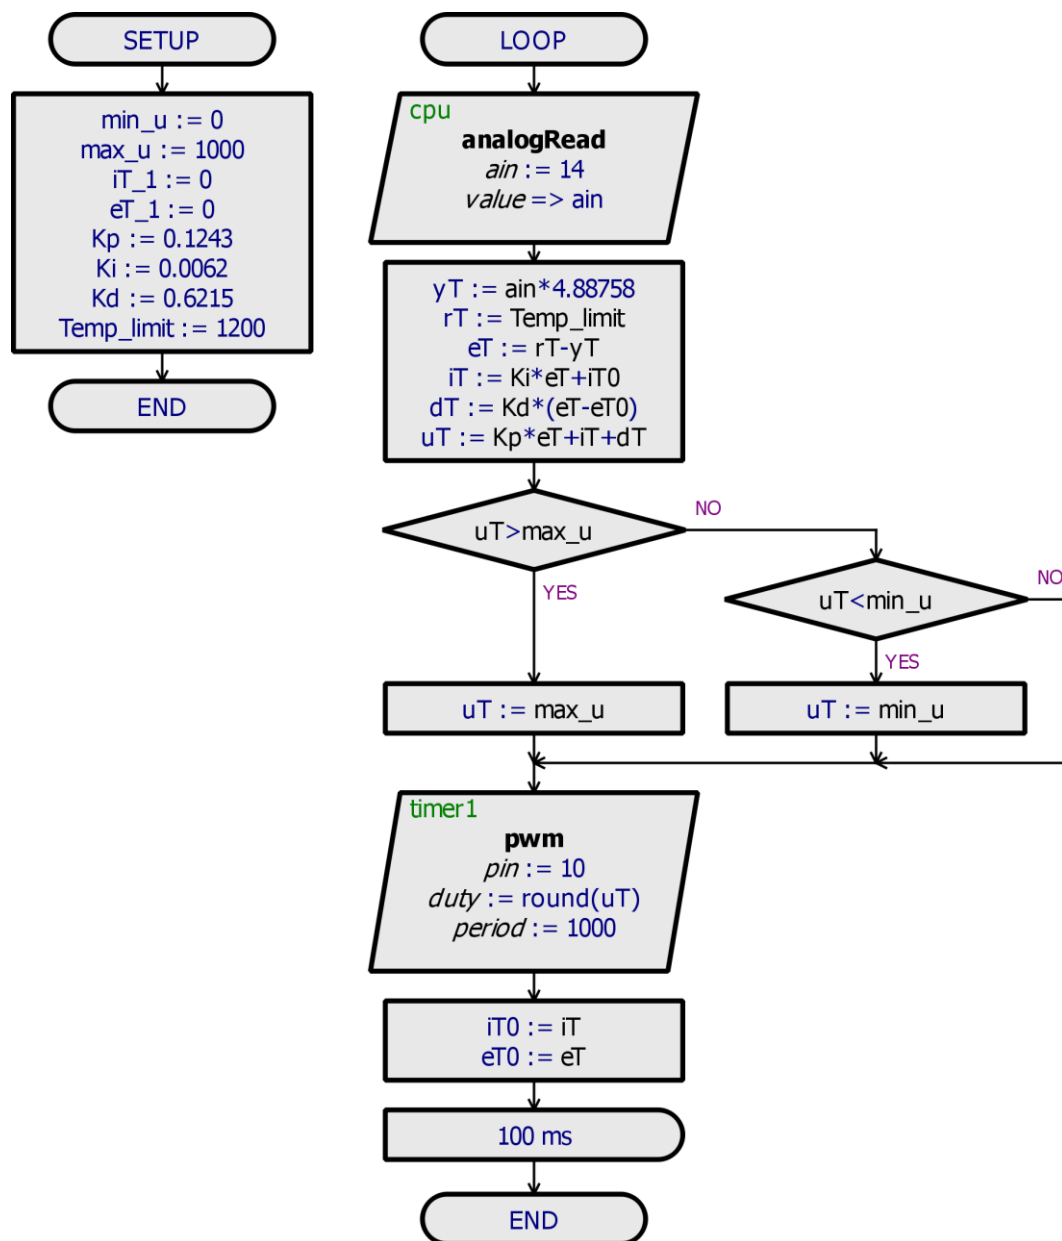 SETUP
min_u := 0
max_u := 1000
iT_1 := 0
eT_1 := 0
Kp := 0.1243
Ki := 0.0062
Kd := 0.6215
Temp_limit := 1200
END
LOOP
cpu
analogRead
ain := 14
value => ain
yT := ain*4.88758
rT := Temp_limit
eT := rT-yT
iT := Ki*eT+iT0
dT := Kd*(eT-eT0)
uT := Kp*eT+iT+dT
uT>max_u
NO
YES
uT<min_u
NO
YES
uT := max_u
uT := min_u
timer1
pwm
pin := 10
duty := round(uT)
period := 1000
iT0 := iT
eT0 := eT
100 ms
END